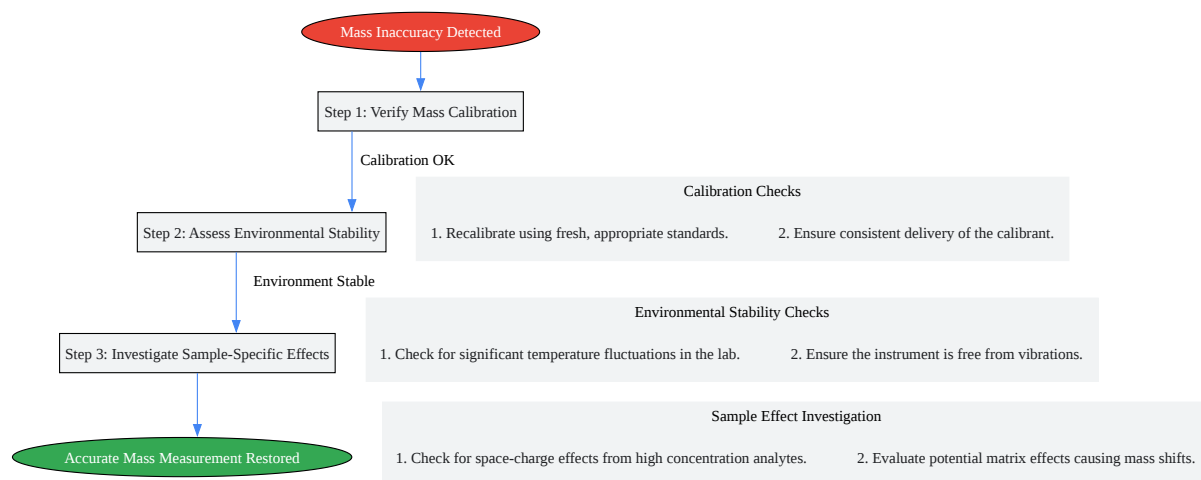 Mass Inaccuracy Detected
Step 1: Verify Mass Calibration
Calibration OK
Calibration Checks
1. Recalibrate using fresh, appropriate standards.
2. Ensure consistent delivery of the calibrant.
Step 2: Assess Environmental Stability
Environment Stable
Environmental Stability Checks
1. Check for significant temperature fluctuations in the lab.
2. Ensure the instrument is free from vibrations.
Step 3: Investigate Sample-Specific Effects
Sample Effect Investigation
1. Check for space-charge effects from high concentration analytes.
2. Evaluate potential matrix effects causing mass shifts.
Accurate Mass Measurement Restored